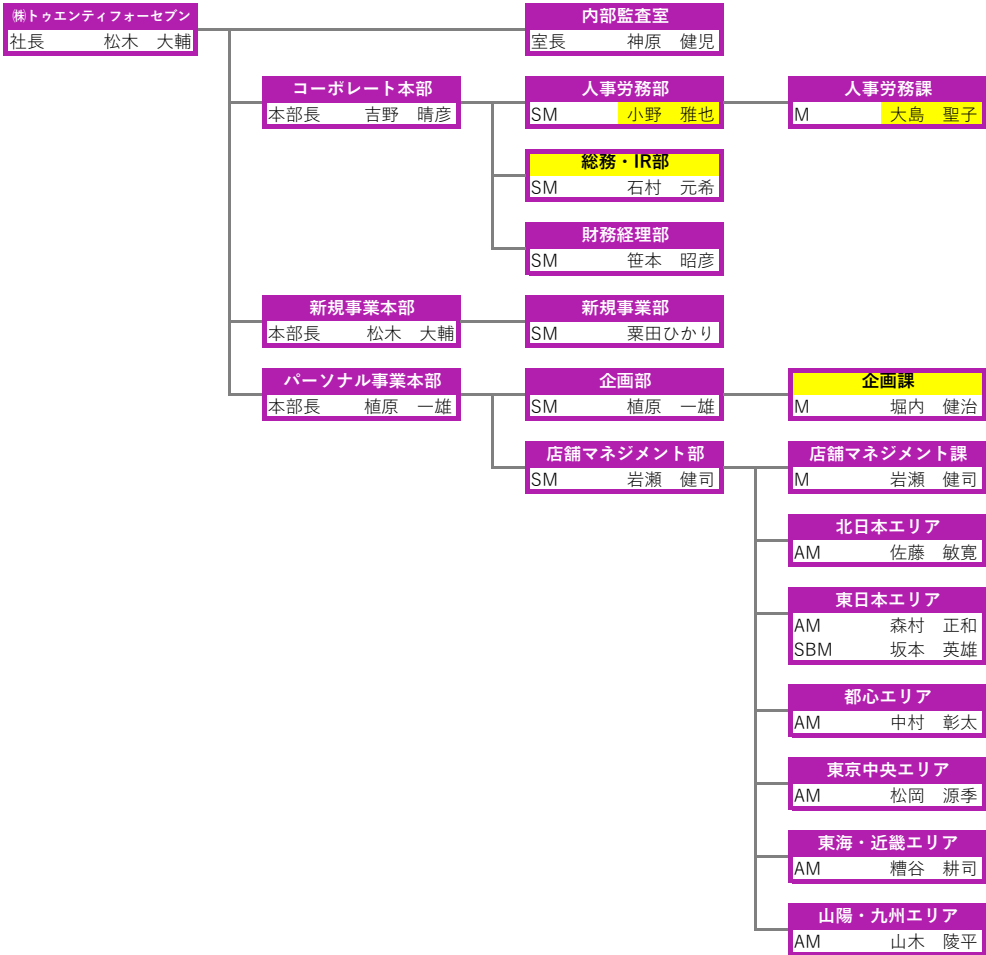 ㈱トゥエンティフォーセブン
社長 松木 大輔
内部監査室
室長 神原 健児
コーポレート本部
本部長 吉野 晴彦
人事労務部
SM 小野 雅也
人事労務課
M 大島 聖子
総務・IR部
SM 石村 元希
財務経理部
SM 笹本 昭彦
新規事業本部
本部長 松木 大輔
新規事業部
SM 粟田ひかり
パーソナル事業本部
本部長 植原 一雄
企画部
SM 植原 一雄
企画課
M 堀内 健治
店舗マネジメント部
SM 岩瀬 健司
店舗マネジメント課
M 岩瀬 健司
北日本エリア
AM 佐藤 敏寛
東日本エリア
AM 森村 正和
SBM 坂本 英雄
都心エリア
AM 中村 彰太
東京中央エリア
AM 松岡 源季
東海・近畿エリア
AM 糟谷 耕司
山陽・九州エリア
AM 山木 陵平